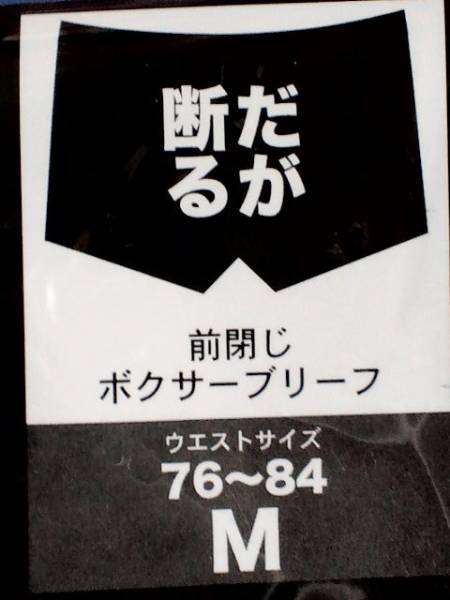 だが
断る
前閉じ
ボクサーブリーフ
ウエストサイズ
76〜84
M